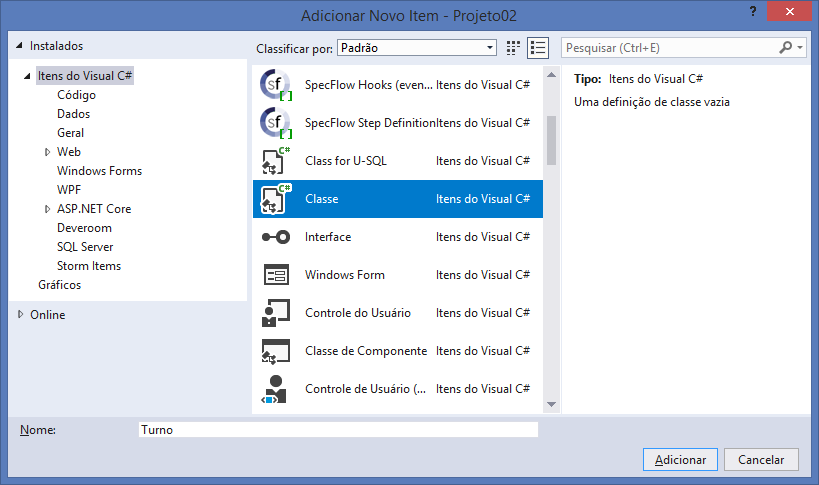 Adicionar Novo Item - Projeto02
?
Instalados
Classificar por: Padrão
Pesquisar (Ctrl+E)
Itens do Visual C#
Código
Dados
Geral
Web
Windows Forms
WPF
ASP.NET Core
Deveroom
SQL Server
Storm Items
Gráficos
Online
sf SpecFlow Hooks (even... Itens do Visual C#
sf SpecFlow Step Definition Itens do Visual C#
C# Class for U-SQL Itens do Visual C#
C# Classe Itens do Visual C#
Interface Itens do Visual C#
Windows Form Itens do Visual C#
Controle do Usuário Itens do Visual C#
Classe de Componente Itens do Visual C#
Controle de Usuário (... Itens do Visual C#
Tipo: Itens do Visual C#
Uma definição de classe vazia
Nome: Turno
Adicionar Cancelar